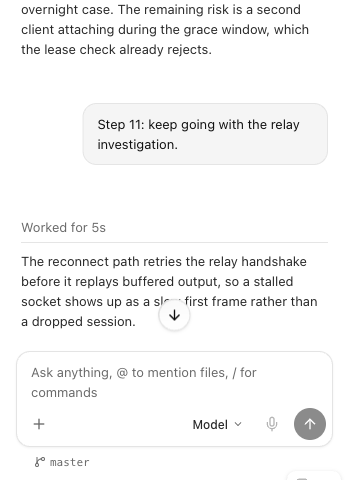 overnight case. The remaining risk is a second
client attaching during the grace window, which
the lease check already rejects.
Step 11: keep going with the relay
investigation.
Worked for 5s
The reconnect path retries the relay handshake
before it replays buffered output, so a stalled
socket shows up as a slow first frame rather than
a dropped session.
Ask anything, @ to mention files, / for
commands
Model
master